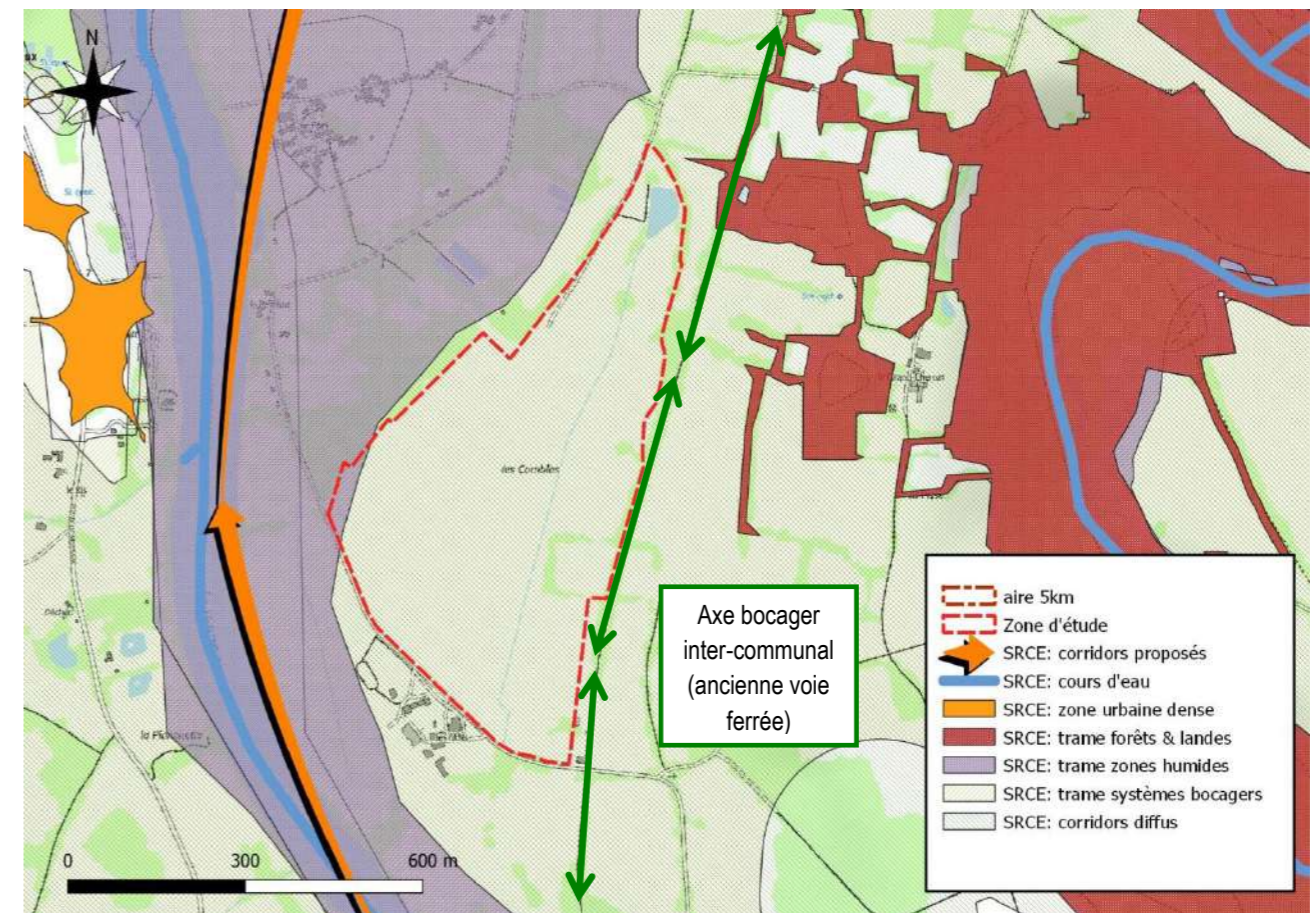 N
les Combles
Axe bocager
inter-communal
(ancienne voie
ferrée)
aire 5km
Zone d'étude
SRCE: corridors proposés
SRCE: cours d'eau
SRCE: zone urbaine dense
SRCE: trame forêts & landes
SRCE: trame zones humides
SRCE: trame systèmes bocagers
SRCE: corridors diffus
0 300 600 m